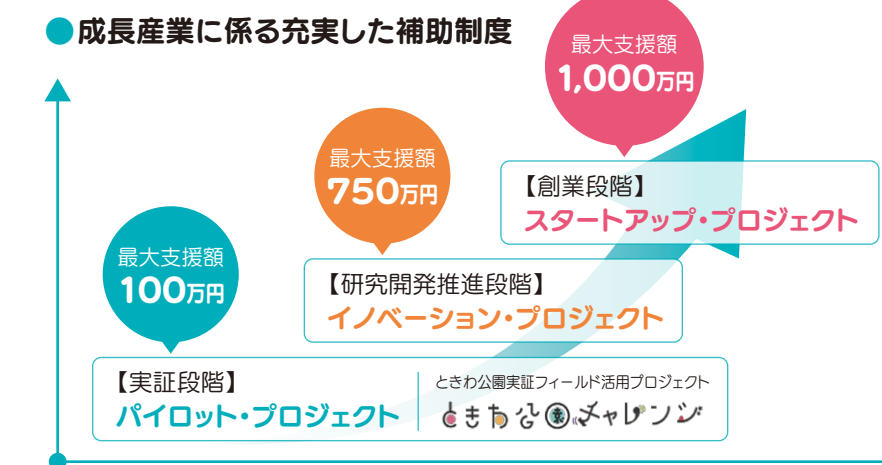 ●成長産業に係る充実した補助制度
最大支援額
1,000万円
【創業段階】
スタートアップ・プロジェクト
最大支援額
750万円
【研究開発推進段階】
イノベーション・プロジェクト
最大支援額
100万円
【実証段階】
パイロット・プロジェクト
ときわ公園実証フィールド活用プロジェクト
ときわ公園チャレンジ